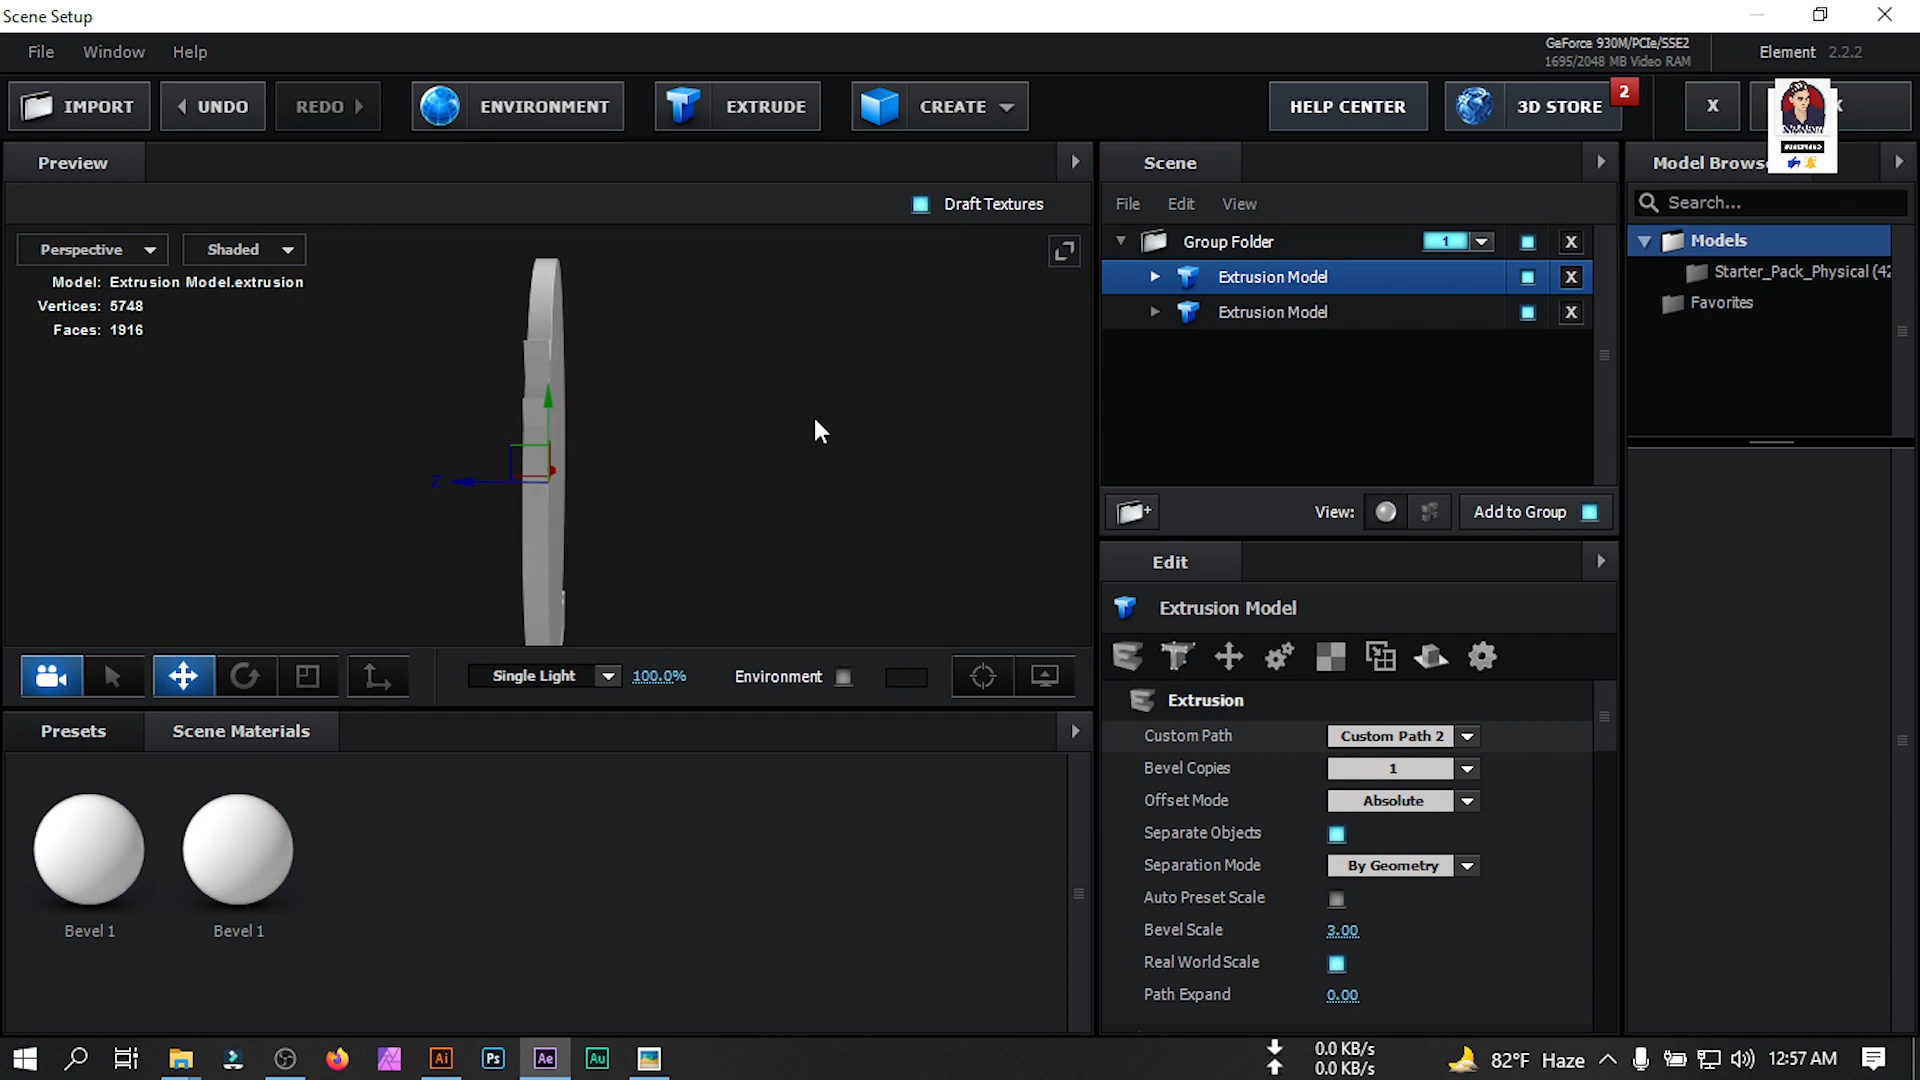 Scene Setup
File Window Help
GeForce 930M/PCIe/SSE2
1695/2048 MB Video RAM
Element 2.2.2
IMPORT UNDO REDO ENVIRONMENT EXTRUDE CREATE HELP CENTER 3D STORE 2 X
Preview
Scene
Model Brows
Draft Textures
File Edit View
Search...
Perspective Shaded
Group Folder 1 X
Models
Model: Extrusion Model.extrusion
Extrusion Model X
Starter_Pack_Physical (42
Vertices: 5748
Extrusion Model X
Favorites
Faces: 1916
Z
View: Add to Group
Edit
Extrusion Model
Single Light 100.0% Environment
Extrusion
Presets Scene Materials
Custom Path Custom Path 2
Bevel Copies 1
Offset Mode Absolute
Separate Objects
Separation Mode By Geometry
Auto Preset Scale
Bevel 1 Bevel 1
Bevel Scale 3.00
Real World Scale
Path Expand 0.00
Ai Ps Ae Au
0.0 KB/s
0.0 KB/s
82°F Haze 12:57 AM